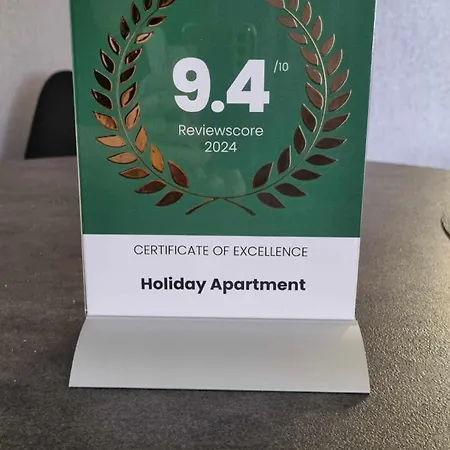 9.4 /10
Reviewscore
2024
CERTIFICATE OF EXCELLENCE
Holiday Apartment